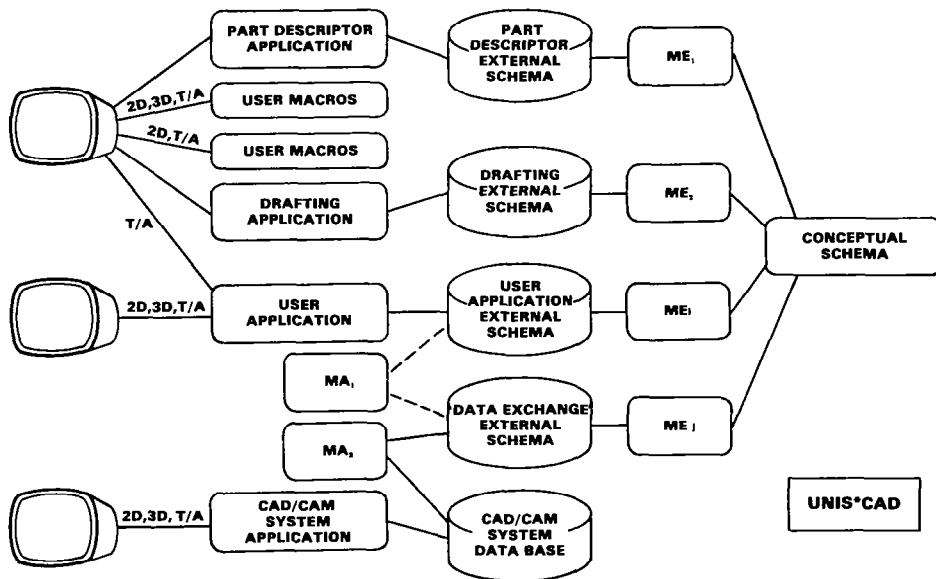 PART DESCRIPTOR
APPLICATION
PART
DESCRIPTOR
EXTERNAL
SCHEMA
ME₁
2D,3D,T/A
USER MACROS
2D,T/A
USER MACROS
DRAFTING
APPLICATION
DRAFTING
EXTERNAL
SCHEMA
ME₂
T/A
CONCEPTUAL
SCHEMA
2D,3D,T/A
USER
APPLICATION
USER
APPLICATION
EXTERNAL
SCHEMA
MEᵢ
MA₁
DATA EXCHANGE
EXTERNAL
SCHEMA
ME ⱼ
MA₂
2D,3D, T/A
CAD/CAM
SYSTEM
APPLICATION
CAD/CAM
SYSTEM
DATA BASE
UNIS*CAD